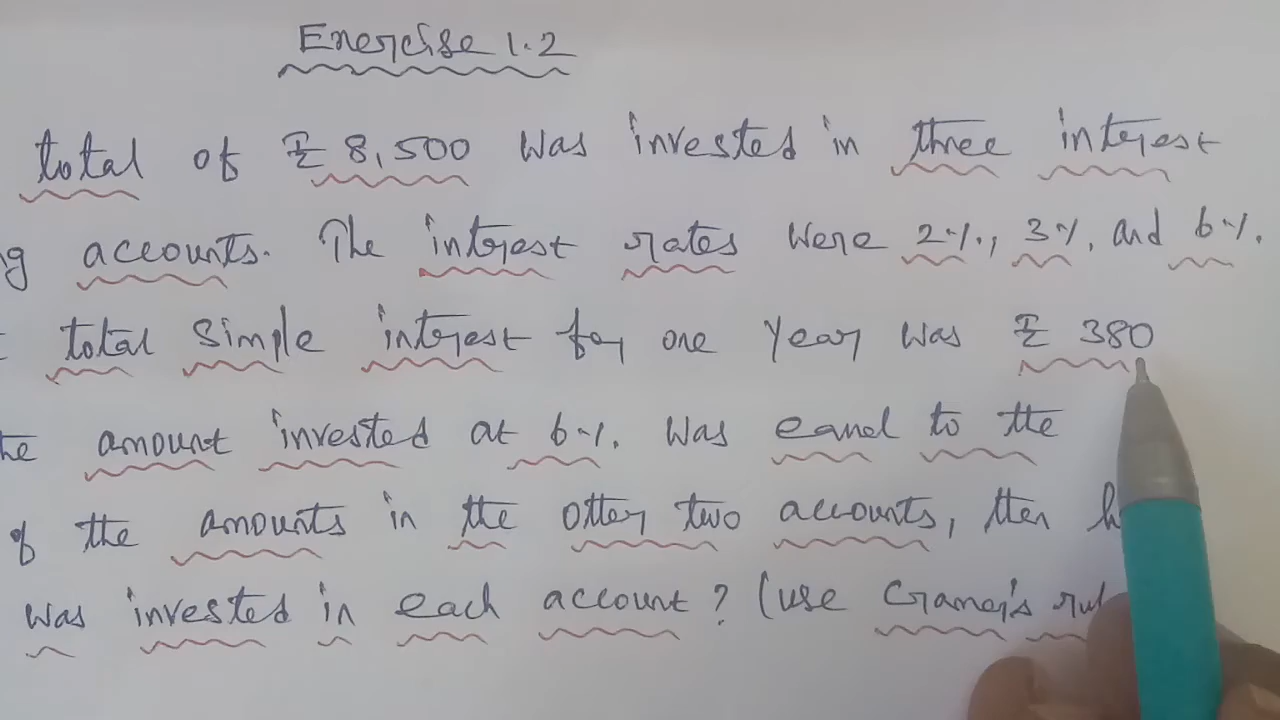 Exercise 1.2
total of ₹ 8,500 was invested in three interest
accounts. The interest rates were 2%, 3%, and 6%.
total simple interest for one year was ₹ 380
amount invested at 6%. was equal to the
of the amounts in the other two accounts, then
was invested in each account? (use Cramer's